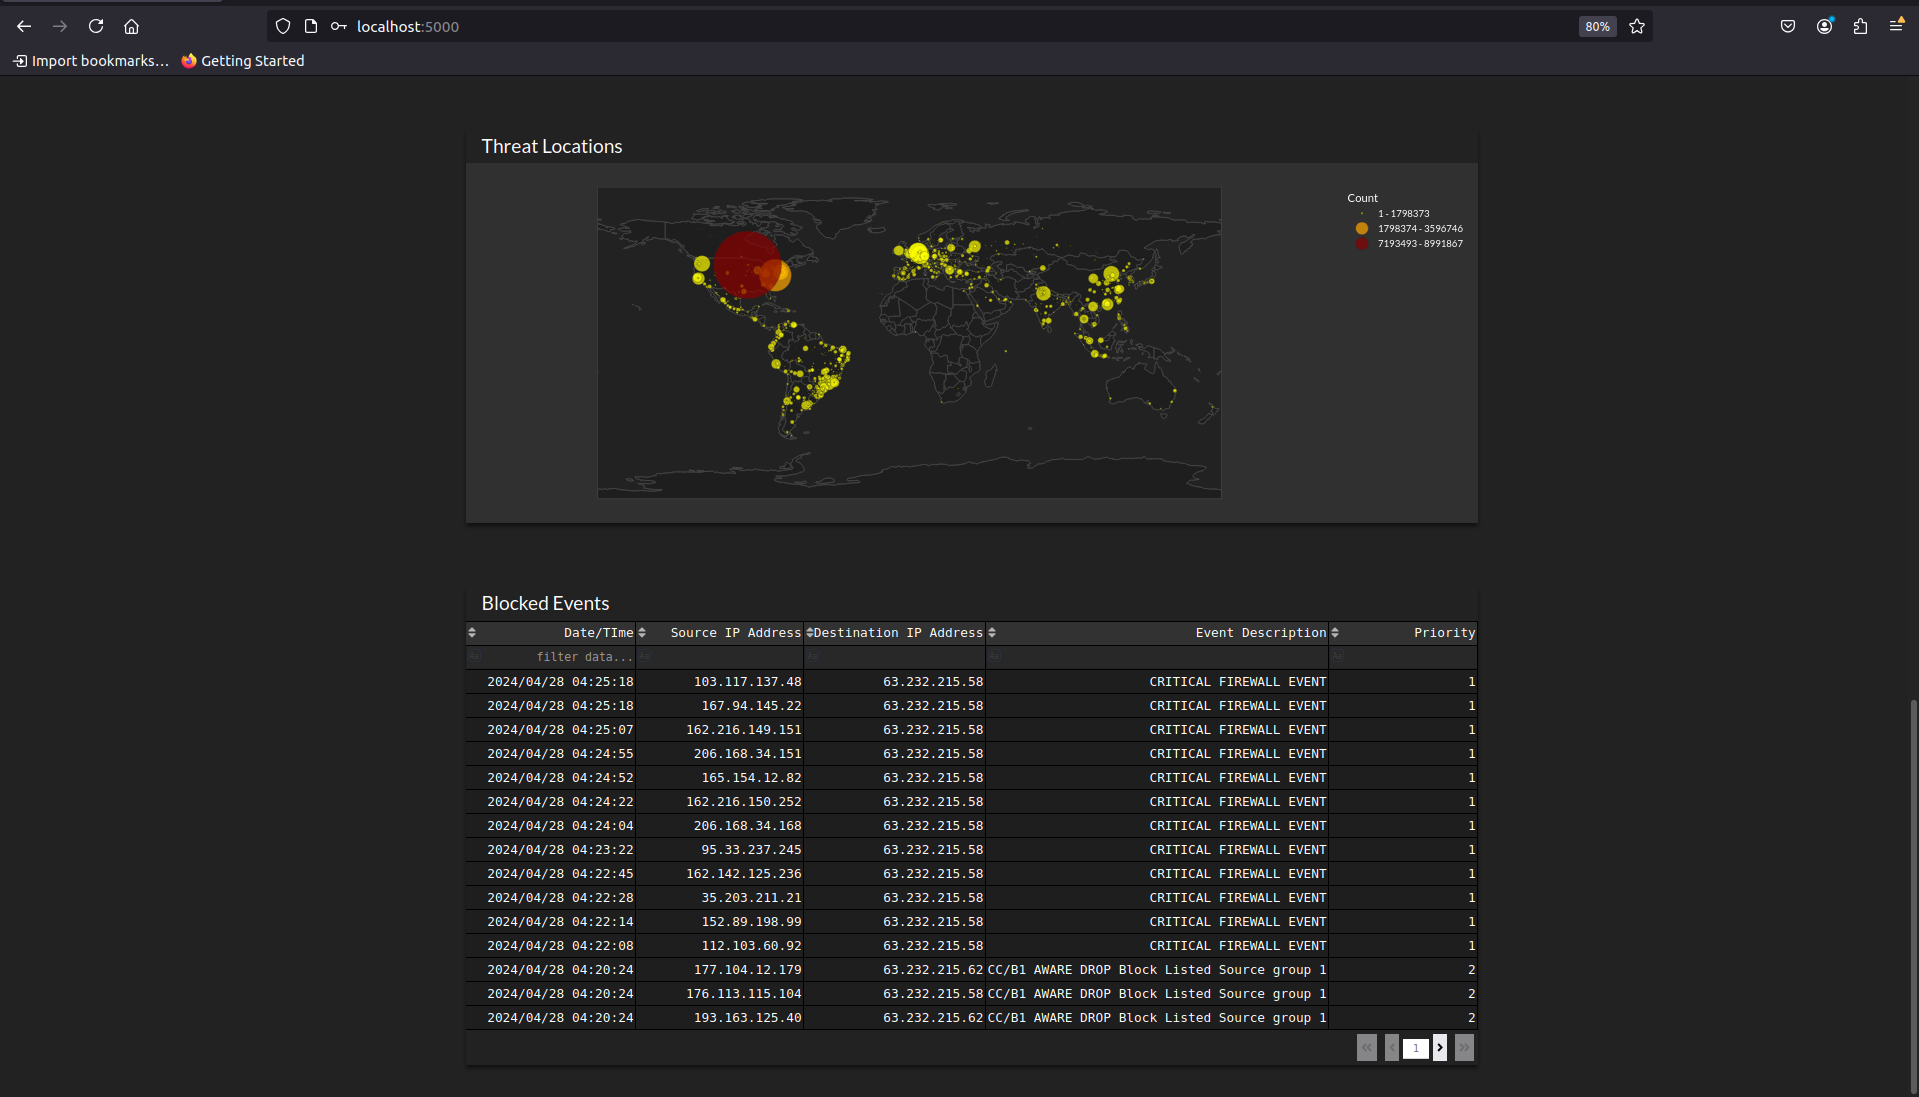 localhost:5000
80%
Import bookmarks…
Getting Started
Threat Locations
Count
1 - 1798373
1798374 - 3596746
7193493 - 8991867
Blocked Events
Date/TIme Source IP Address Destination IP Address Event Description Priority
filter data...
2024/04/28 04:25:18 103.117.137.48 63.232.215.58 CRITICAL FIREWALL EVENT 1
2024/04/28 04:25:18 167.94.145.22 63.232.215.58 CRITICAL FIREWALL EVENT 1
2024/04/28 04:25:07 162.216.149.151 63.232.215.58 CRITICAL FIREWALL EVENT 1
2024/04/28 04:24:55 206.168.34.151 63.232.215.58 CRITICAL FIREWALL EVENT 1
2024/04/28 04:24:52 165.154.12.82 63.232.215.58 CRITICAL FIREWALL EVENT 1
2024/04/28 04:24:22 162.216.150.252 63.232.215.58 CRITICAL FIREWALL EVENT 1
2024/04/28 04:24:04 206.168.34.168 63.232.215.58 CRITICAL FIREWALL EVENT 1
2024/04/28 04:23:22 95.33.237.245 63.232.215.58 CRITICAL FIREWALL EVENT 1
2024/04/28 04:22:45 162.142.125.236 63.232.215.58 CRITICAL FIREWALL EVENT 1
2024/04/28 04:22:28 35.203.211.21 63.232.215.58 CRITICAL FIREWALL EVENT 1
2024/04/28 04:22:14 152.89.198.99 63.232.215.58 CRITICAL FIREWALL EVENT 1
2024/04/28 04:22:08 112.103.60.92 63.232.215.58 CRITICAL FIREWALL EVENT 1
2024/04/28 04:20:24 177.104.12.179 63.232.215.62 CC/B1 AWARE DROP Block Listed Source group 1 2
2024/04/28 04:20:24 176.113.115.104 63.232.215.58 CC/B1 AWARE DROP Block Listed Source group 1 2
2024/04/28 04:20:24 193.163.125.40 63.232.215.62 CC/B1 AWARE DROP Block Listed Source group 1 2
1